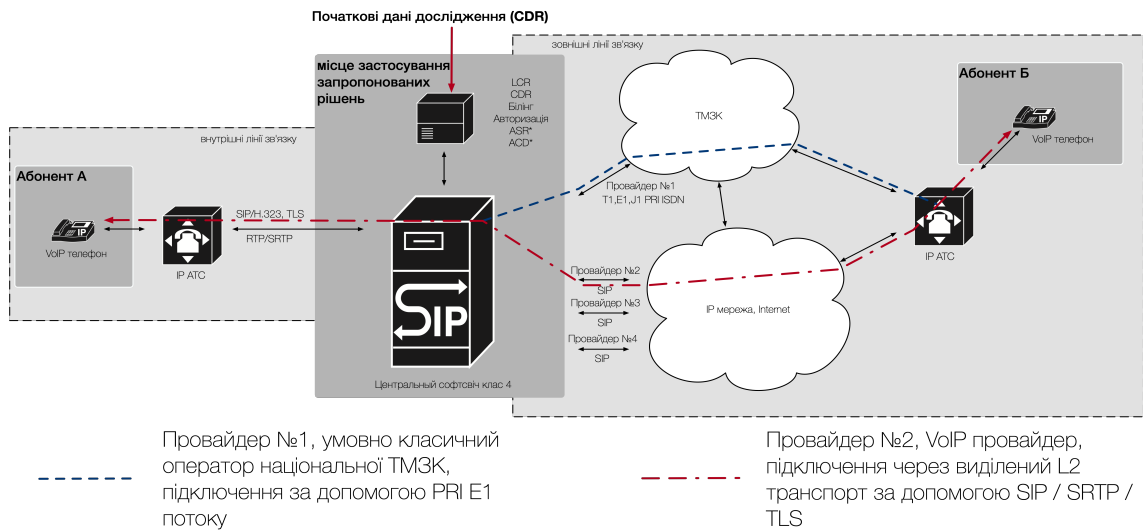 Початкові дані дослідження (CDR)
зовнішні лінії зв'язку
місце застосування
запропонованих
рішень
LCR
CDR
Білінг
Авторизація
ASR*
ACD*
ТМЗК
Абонент Б
IP
VoIP телефон
внутрішні лінії зв'язку
Абонент А
IP
VoIP телефон
IP АТС
SIP/H.323, TLS
RTP/SRTP
SIP
Центральный софтсвіч клас 4
Провайдер №1
T1,E1,J1 PRI ISDN
IP АТС
Провайдер №2
SIP
Провайдер №3
SIP
Провайдер №4
SIP
IP мережа, Internet
Провайдер №1, умовно класичний
оператор національної ТМЗК,
підключення за допомогою PRI E1
потоку
Провайдер №2, VoIP провайдер,
підключення через виділений L2
транспорт за допомогою SIP / SRTP /
TLS